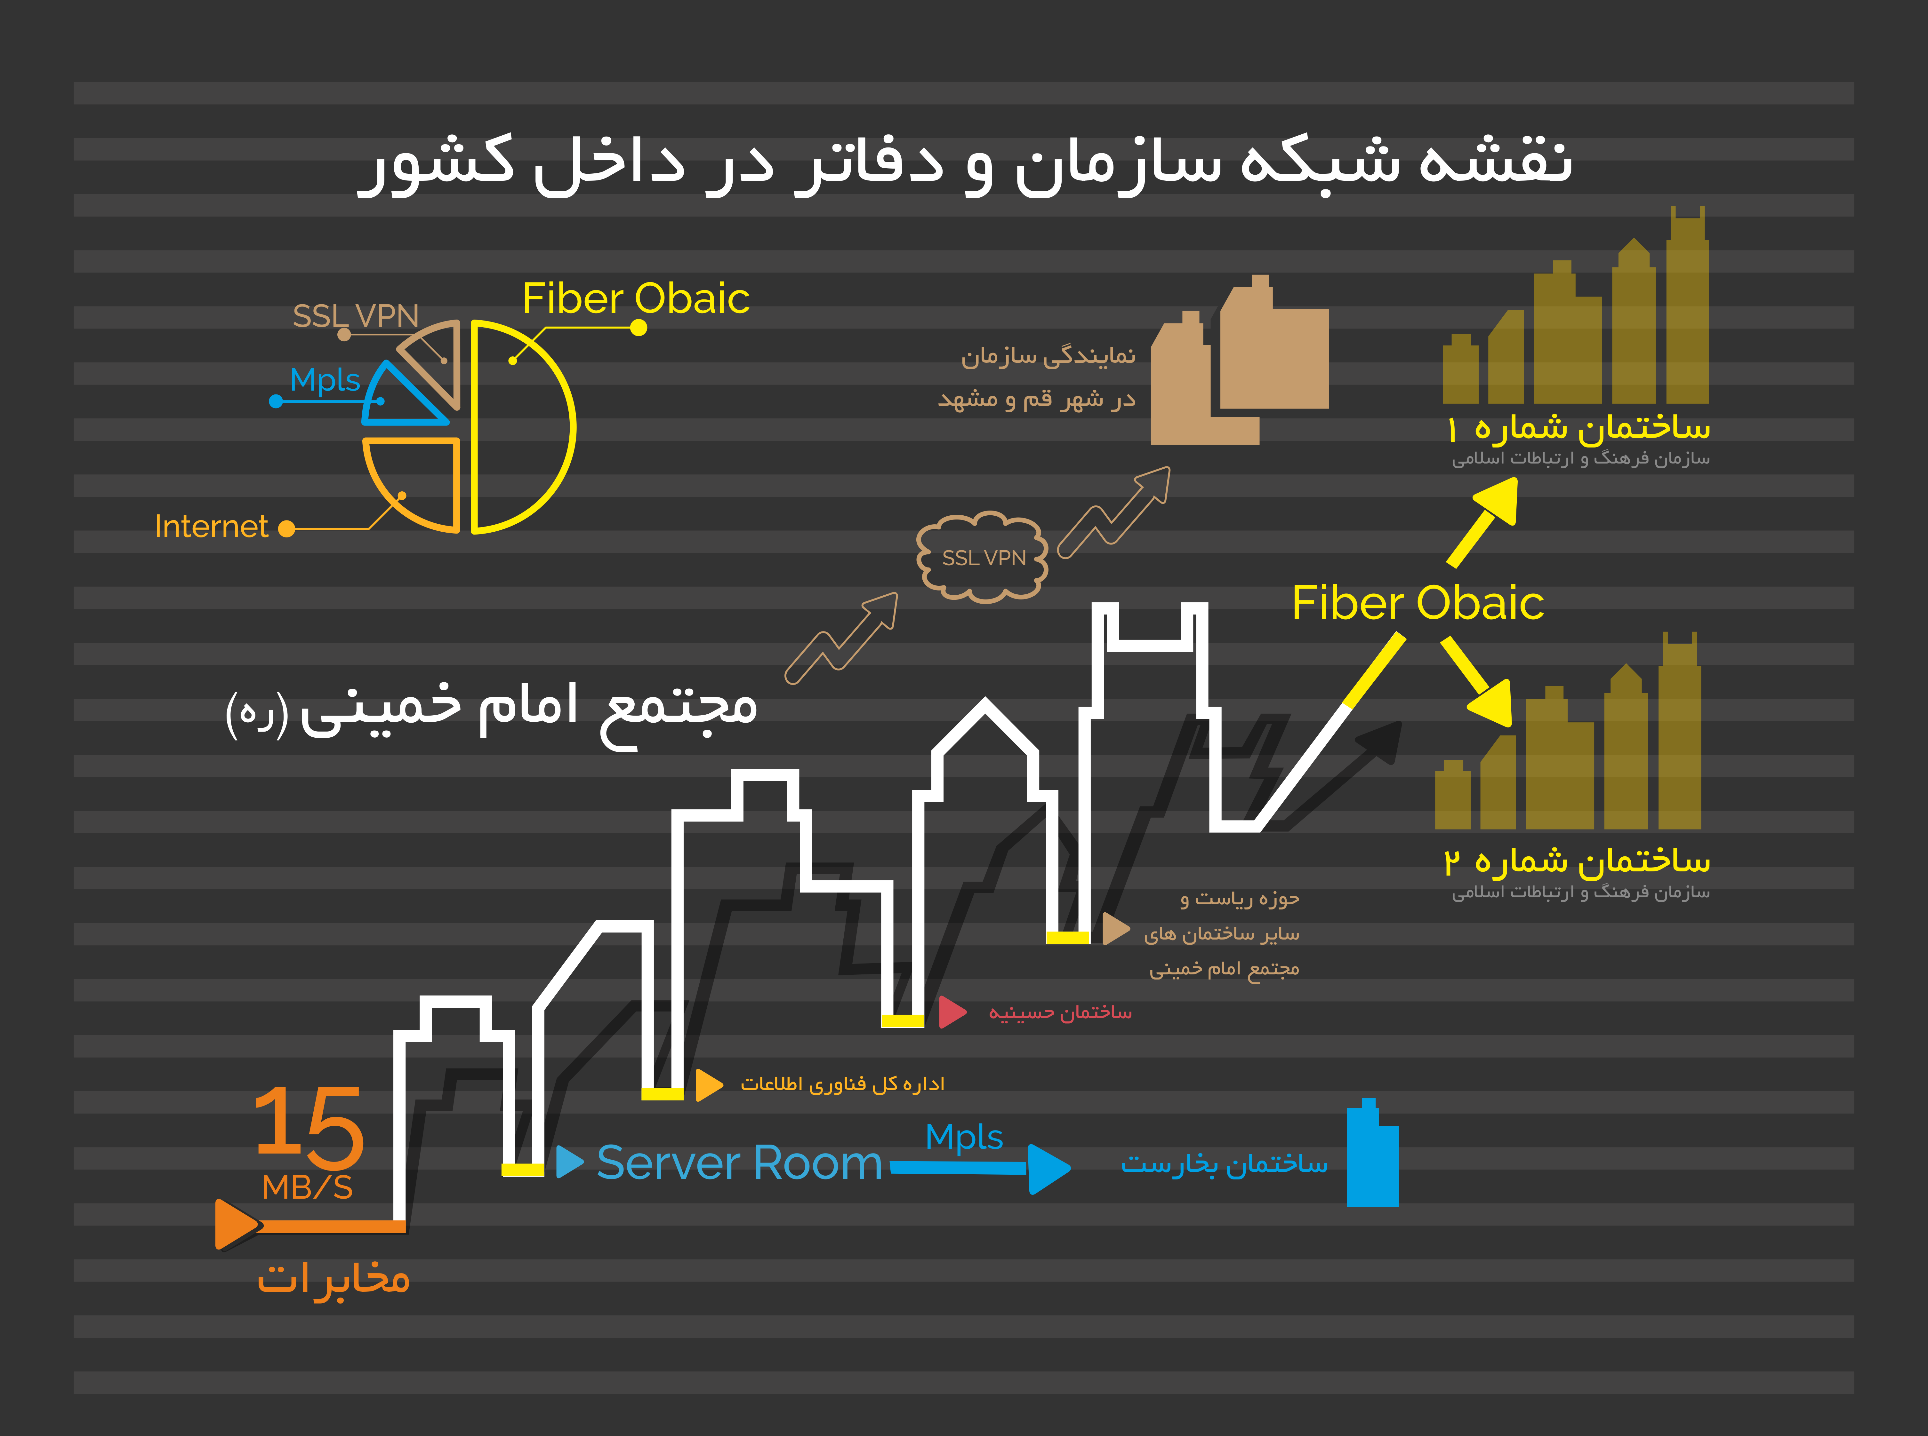 نقشه شبکه سازمان و دفاتر در داخل کشور
Fiber Obaic
SSL VPN
Mpls
Internet
نمایندگی سازمان
در شهر قم و مشهد
ساختمان شماره ۱
سازمان فرهنگ و ارتباطات اسلامی
SSL VPN
Fiber Obaic
مجتمع امام خمینی (ره)
ساختمان شماره ۲
سازمان فرهنگ و ارتباطات اسلامی
حوزه ریاست و
سایر ساختمان های
مجتمع امام خمینی
ساختمان حسینیه
اداره کل فناوری اطلاعات
Server Room
Mpls
ساختمان بخارست
15
MB/S
مخابرات